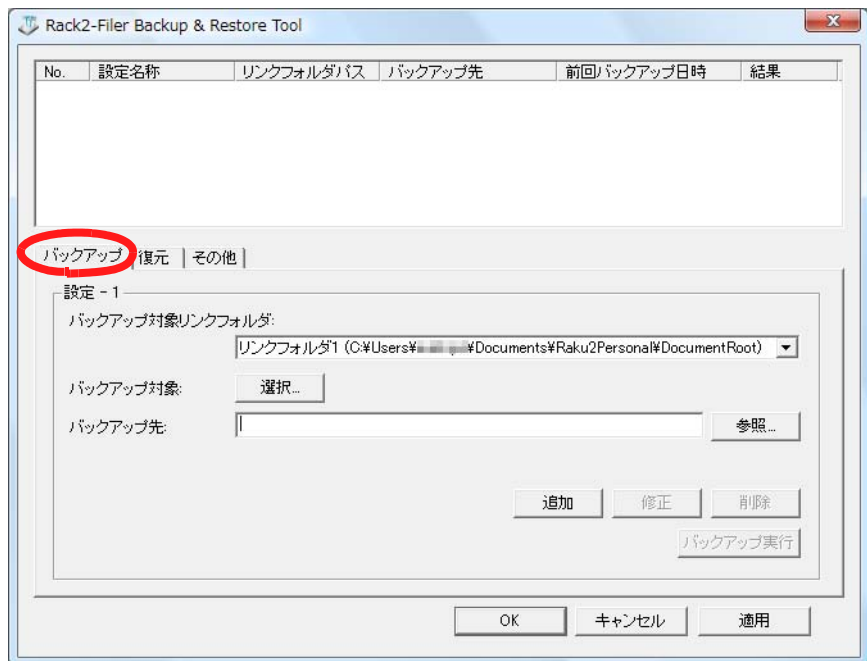 Rack2-Filer Backup & Restore Tool
No. 設定名称 リンクフォルダパス バックアップ先 前回バックアップ日時 結果
バックアップ 復元 その他
設定 - 1
バックアップ対象リンクフォルダ:
リンクフォルダ1 (C:¥Users¥ ¥Documents¥Raku2Personal¥DocumentRoot)
バックアップ対象: 選択...
バックアップ先: 参照...
追加 修正 削除
バックアップ実行
OK キャンセル 適用